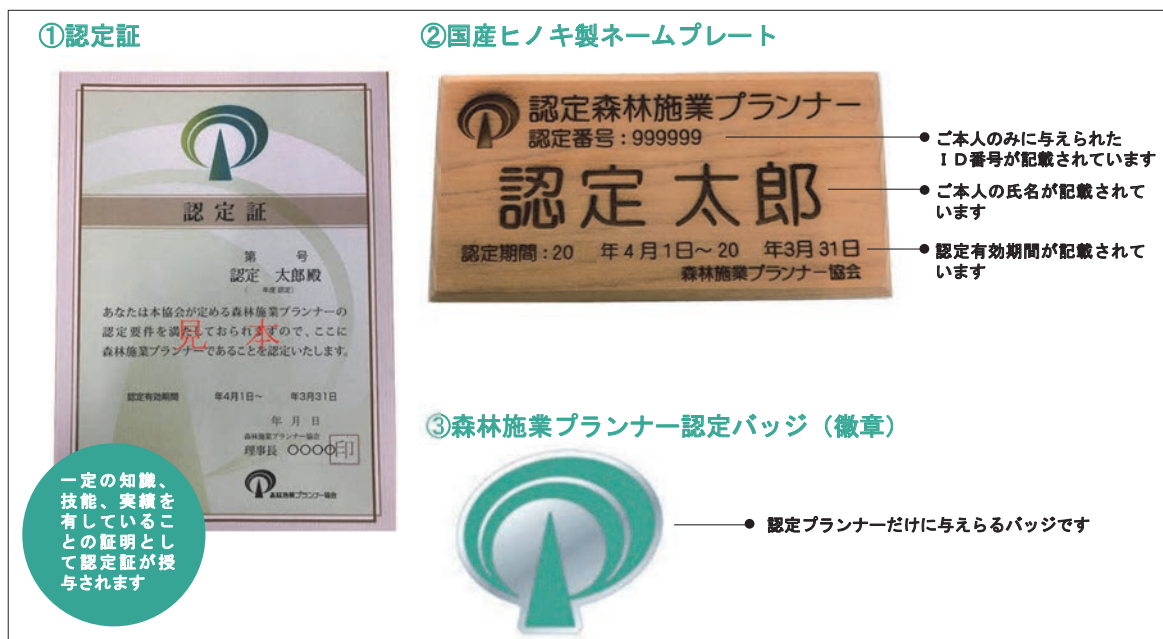 ①認定証
認定証
第　号
認定　太郎殿
（　年度認定）
あなたは本協会が定める森林施業プランナーの
認定要件を満たしておられますので、ここに
森林施業プランナーであることを認定いたします。
見本
認定有効期間　年4月1日～　年3月31日
年 月 日
森林施業プランナー協会
理事長　〇〇〇〇印
森林施業プランナー協会
一定の知識、
技能、実績を
有しているこ
との証明とし
て認定証が授
与されます
②国産ヒノキ製ネームプレート
認定森林施業プランナー
認定番号：999999
認定 太郎
認定期間：20　年4月1日～20　年3月31日
森林施業プランナー協会
ご本人のみに与えられた
ＩＤ番号が記載されています
ご本人の氏名が記載されて
います
認定有効期間が記載されて
います
③森林施業プランナー認定バッジ（徽章）
認定プランナーだけに与えらるバッジです